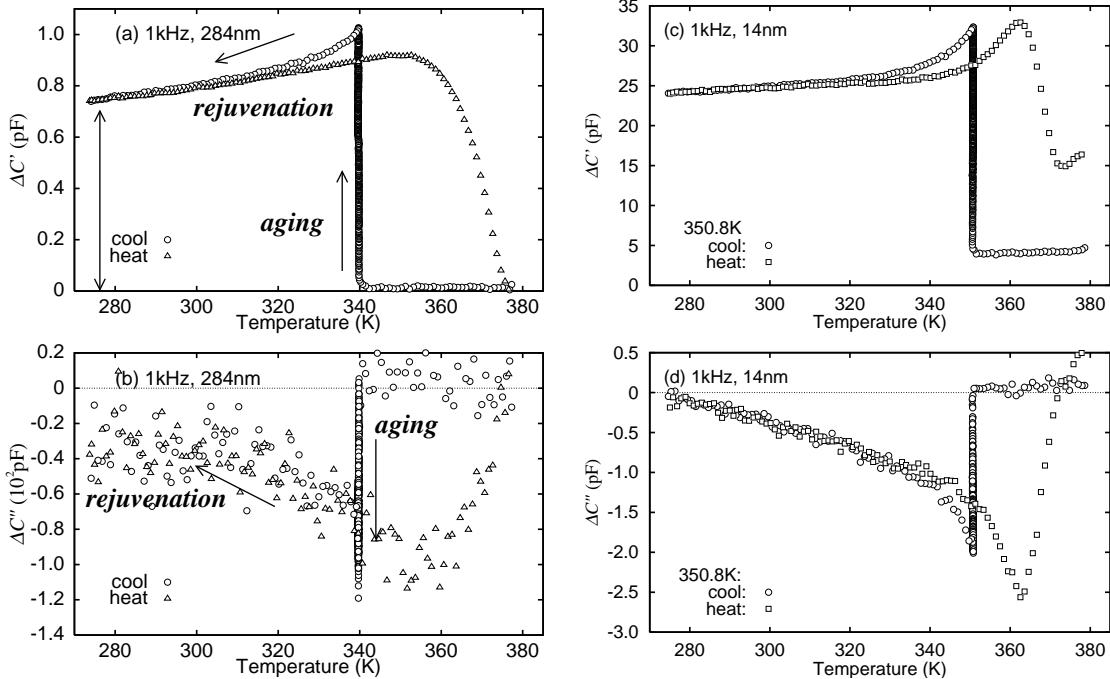 (a) 1kHz, 284nm
rejuvenation
aging
cool
heat
ΔC' (pF)
1.0
0.8
0.6
0.4
0.2
0
280 300 320 340 360 380
Temperature (K)
(c) 1kHz, 14nm
350.8K
cool:
heat:
ΔC' (pF)
35
30
25
20
15
10
5
0
280 300 320 340 360 380
Temperature (K)
(b) 1kHz, 284nm
aging
rejuvenation
cool
heat
ΔC'' (10²pF)
0.2
0
-0.2
-0.4
-0.6
-0.8
-1.0
-1.2
-1.4
280 300 320 340 360 380
Temperature (K)
(d) 1kHz, 14nm
350.8K:
cool:
heat:
ΔC'' (pF)
0.5
0
-0.5
-1.0
-1.5
-2.0
-2.5
-3.0
280 300 320 340 360 380
Temperature (K)